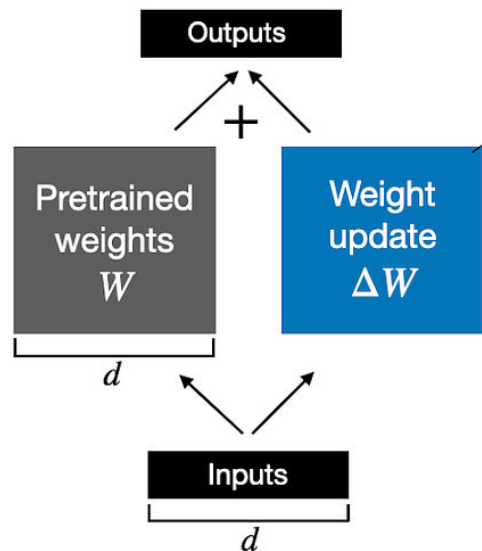 Outputs
+
Pretrained
weights
W
Weight
update
ΔW
d
Inputs
d